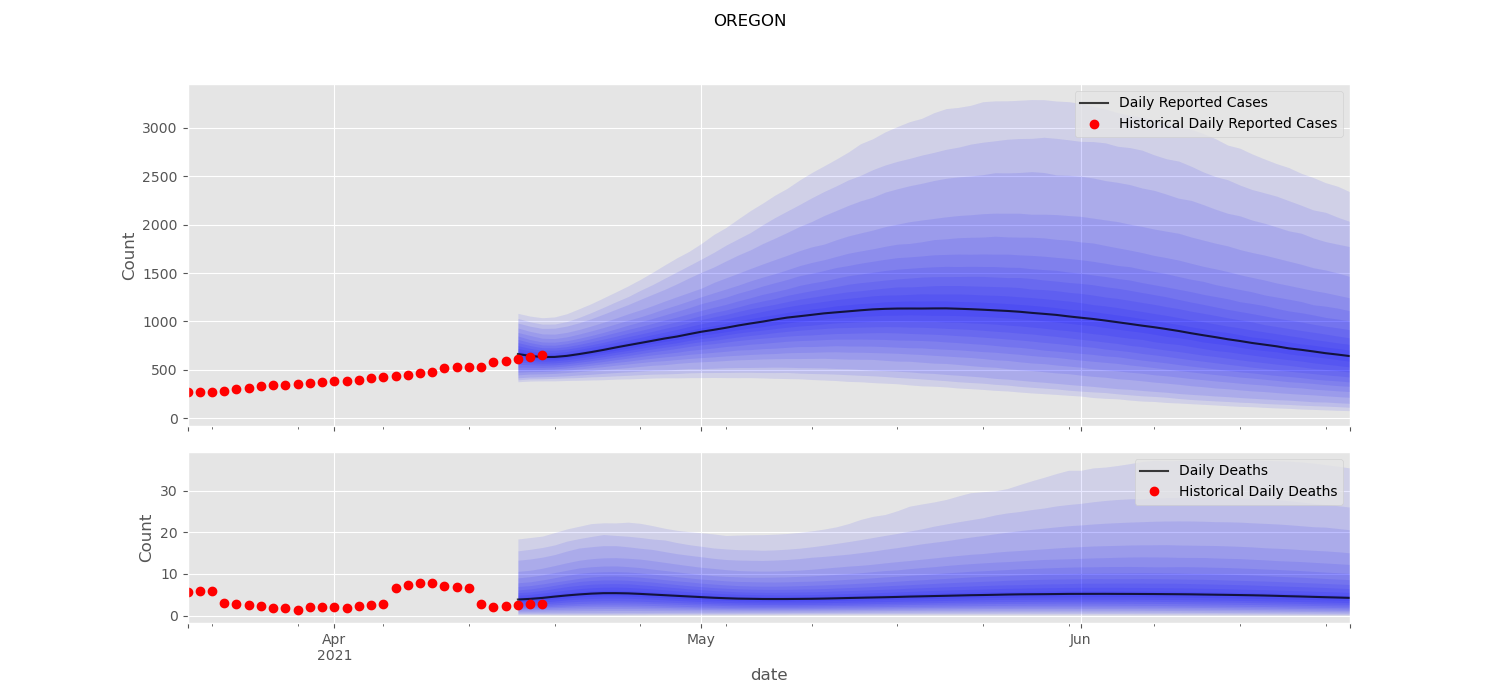 OREGON
Daily Reported Cases
Historical Daily Reported Cases
Count
3000
2500
2000
1500
1000
500
0
Daily Deaths
Historical Daily Deaths
Count
30
20
10
0
Apr
2021
May
Jun
date